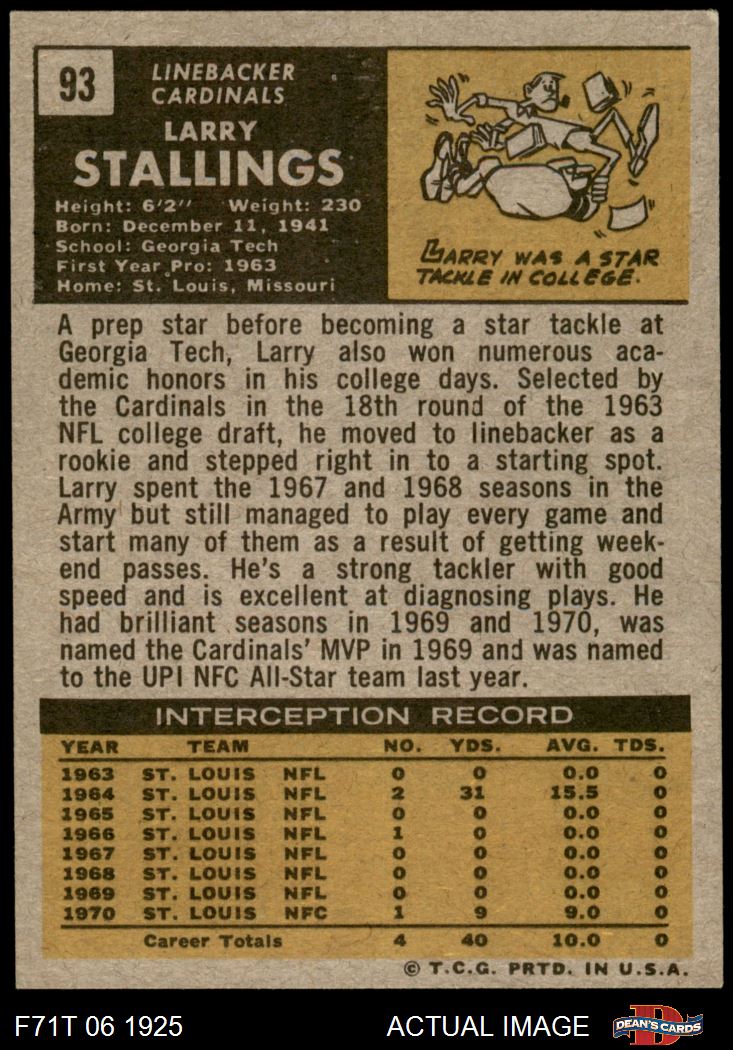 93
LINEBACKER
CARDINALS
LARRY
STALLINGS
Height: 6'2" Weight: 230
Born: December 11, 1941
School: Georgia Tech
First Year Pro: 1963
Home: St. Louis, Missouri
LARRY WAS A STAR
TACKLE IN COLLEGE.
A prep star before becoming a star tackle at
Georgia Tech, Larry also won numerous aca-
demic honors in his college days. Selected by
the Cardinals in the 18th round of the 1963
NFL college draft, he moved to linebacker as a
rookie and stepped right in to a starting spot.
Larry spent the 1967 and 1968 seasons in the
Army but still managed to play every game and
start many of them as a result of getting week-
end passes. He's a strong tackler with good
speed and is excellent at diagnosing plays. He
had brilliant seasons in 1969 and 1970, was
named the Cardinals' MVP in 1969 and was named
to the UPI NFC All-Star team last year.
INTERCEPTION RECORD
YEAR TEAM NO. YDS. AVG. TDS.
1963 ST. LOUIS NFL 0 0 0.0 0
1964 ST. LOUIS NFL 2 31 15.5 0
1965 ST. LOUIS NFL 0 0 0.0 0
1966 ST. LOUIS NFL 1 0 0.0 0
1967 ST. LOUIS NFL 0 0 0.0 0
1968 ST. LOUIS NFL 0 0 0.0 0
1969 ST. LOUIS NFL 0 0 0.0 0
1970 ST. LOUIS NFC 1 9 9.0 0
Career Totals 4 40 10.0 0
© T.C.G. PRTD. IN U.S.A.
F71T 06 1925 ACTUAL IMAGE D DEAN'S CARDS